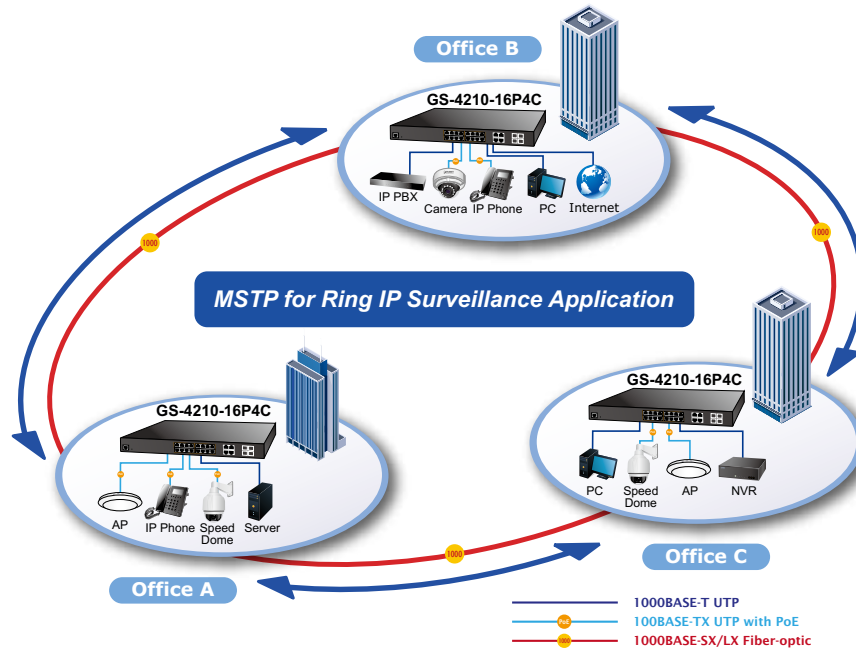 Office B
GS-4210-16P4C
IP PBX
Camera
IP Phone
PC
Internet
1000
1000
MSTP for Ring IP Surveillance Application
GS-4210-16P4C
AP
IP Phone
Speed
Dome
Server
Office A
GS-4210-16P4C
PC
Speed
Dome
AP
NVR
Office C
1000
1000BASE-T UTP
PoE
100BASE-TX UTP with PoE
1000
1000BASE-SX/LX Fiber-optic